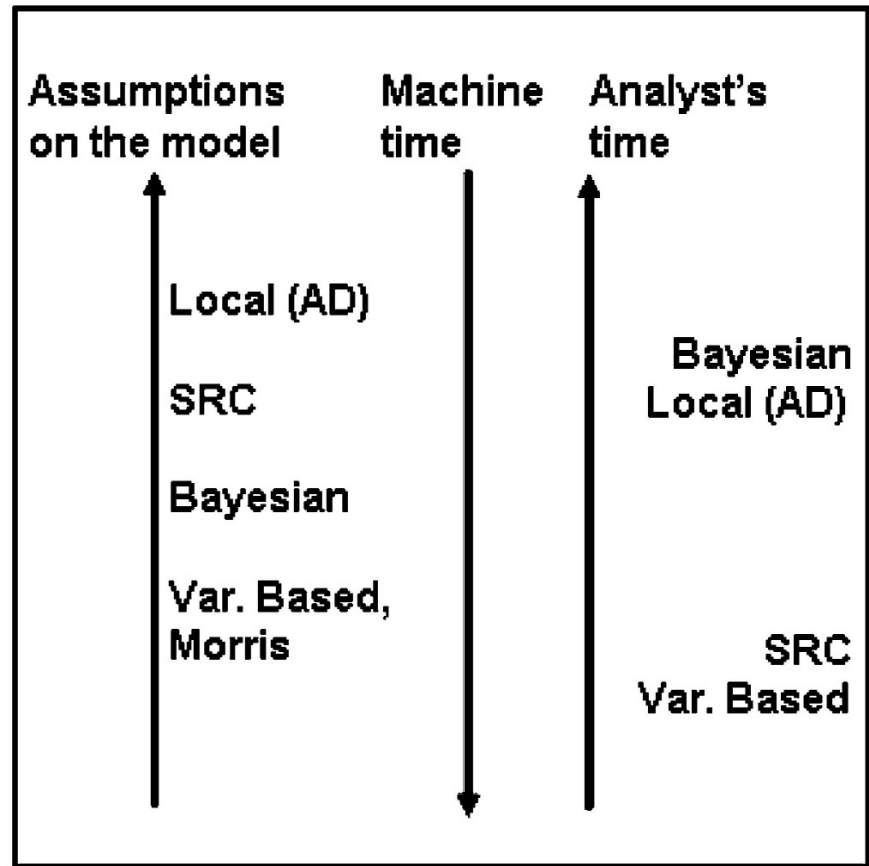 Assumptions
on the model
Machine
time
Analyst's
time
Local (AD)
SRC
Bayesian
Var. Based,
Morris
Bayesian
Local (AD)
SRC
Var. Based